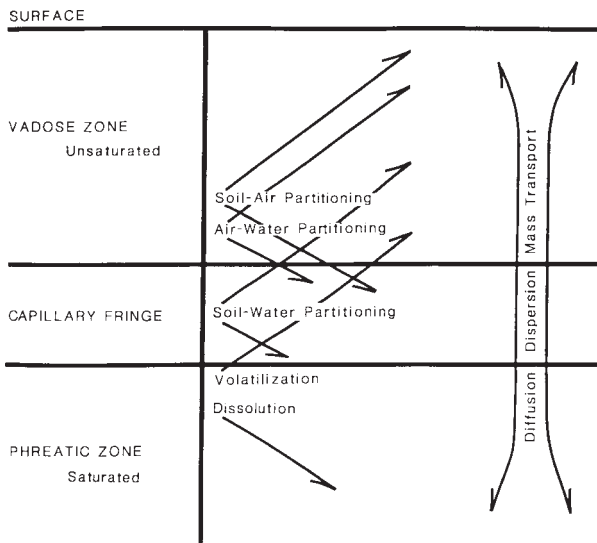 SURFACE
VADOSE ZONE
Unsaturated
Soil-Air Partitioning
Air-Water Partitioning
CAPILLARY FRINGE
Soil-Water Partitioning
Volatilization
Dissolution
PHREATIC ZONE
Saturated
Diffusion Dispersion Mass Transport